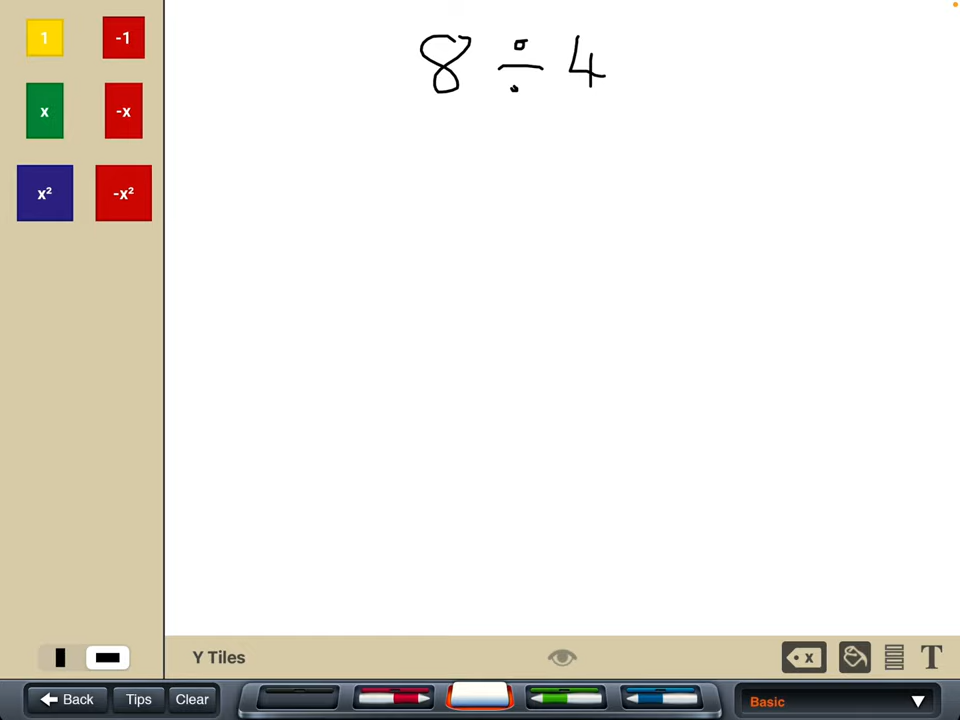 8 ÷ 4
1 -1
x -x
x² -x²
Y Tiles
x
T
Back Tips Clear
Basic